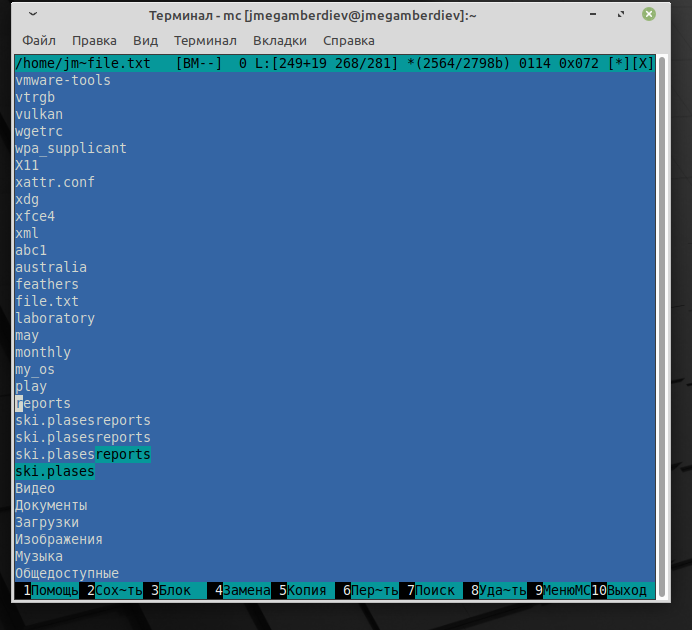 Терминал - mc [jmegamberdiev@jmegamberdiev]:~
Файл Правка Вид Терминал Вкладки Справка
/home/jm~file.txt [BM--] 0 L:[249+19 268/281] *(2564/2798b) 0114 0x072 [*][X]
vmware-tools
vtrgb
vulkan
wgetrc
wpa_supplicant
X11
xattr.conf
xdg
xfce4
xml
abc1
australia
feathers
file.txt
laboratory
may
monthly
my_os
play
reports
ski.plasesreports
ski.plasesreports
ski.plasesreports
ski.plases
Видео
Документы
Загрузки
Изображения
Музыка
Общедоступные
1Помощь 2Сох~ть 3Блок 4Замена 5Копия 6Пер~ть 7Поиск 8Уда~ть 9МенюМС 10Выход